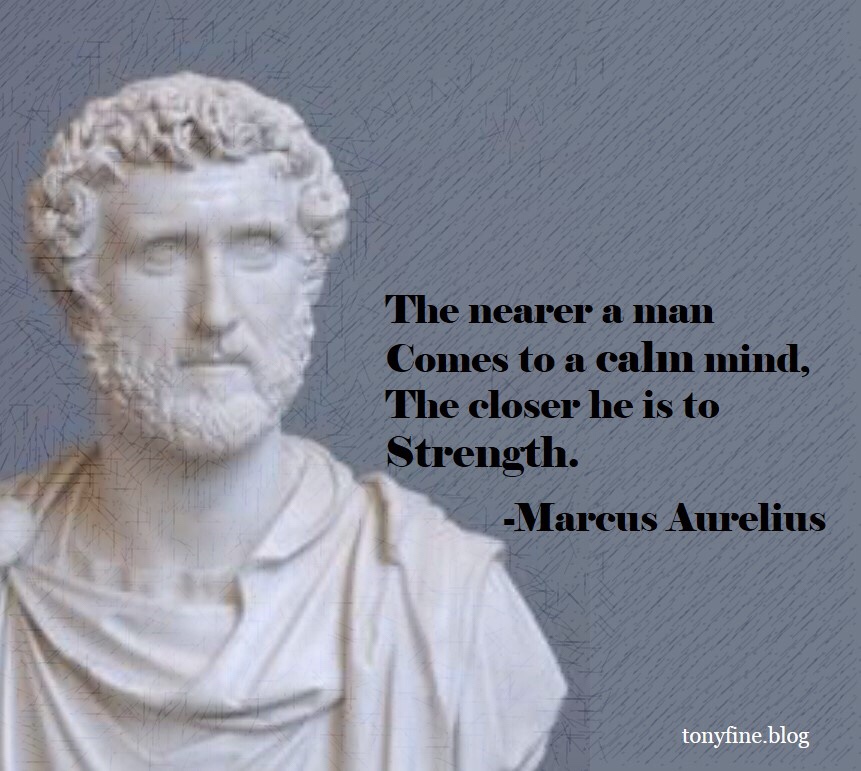 The nearer a man
Comes to a calm mind,
The closer he is to
Strength.
-Marcus Aurelius
tonyfine.blog